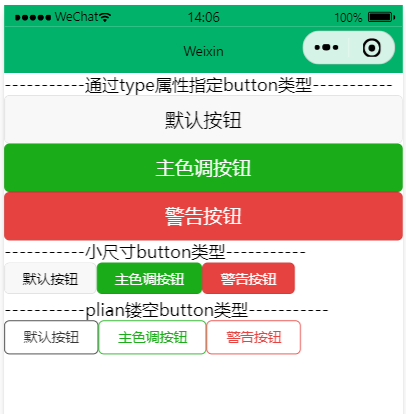 WeChat 14:06 100%
Weixin
-----------通过type属性指定button类型-----------
默认按钮
主色调按钮
警告按钮
-----------小尺寸button类型-----------
默认按钮 主色调按钮 警告按钮
-----------plian镂空button类型-----------
默认按钮 主色调按钮 警告按钮